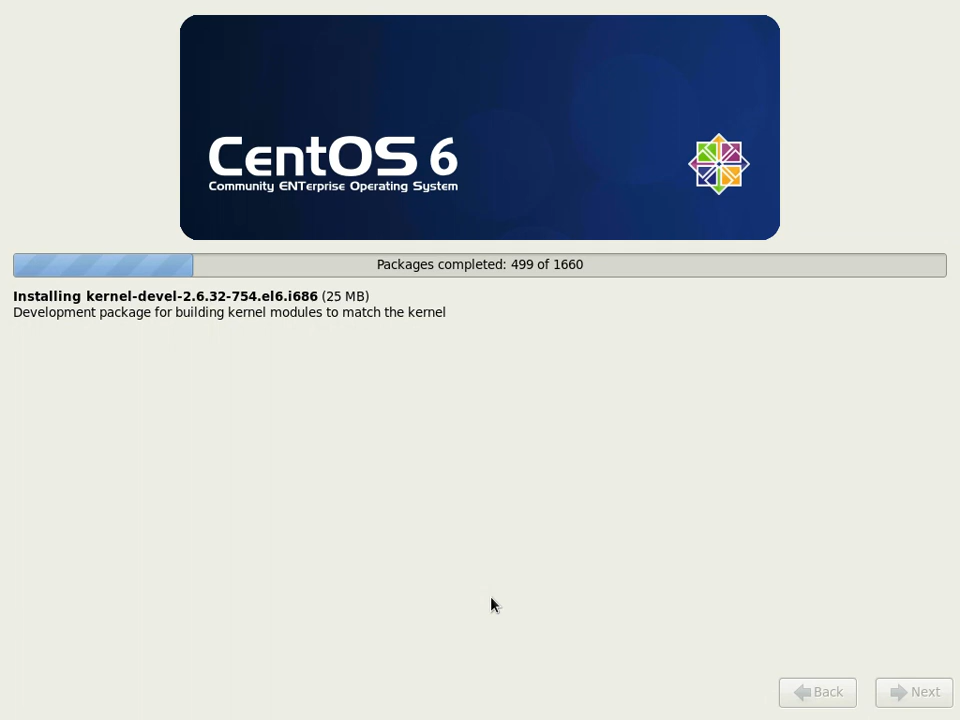 CentOS 6
Community ENTerprise Operating System
Packages completed: 499 of 1660
Installing kernel-devel-2.6.32-754.el6.i686 (25 MB)
Development package for building kernel modules to match the kernel
Back
Next